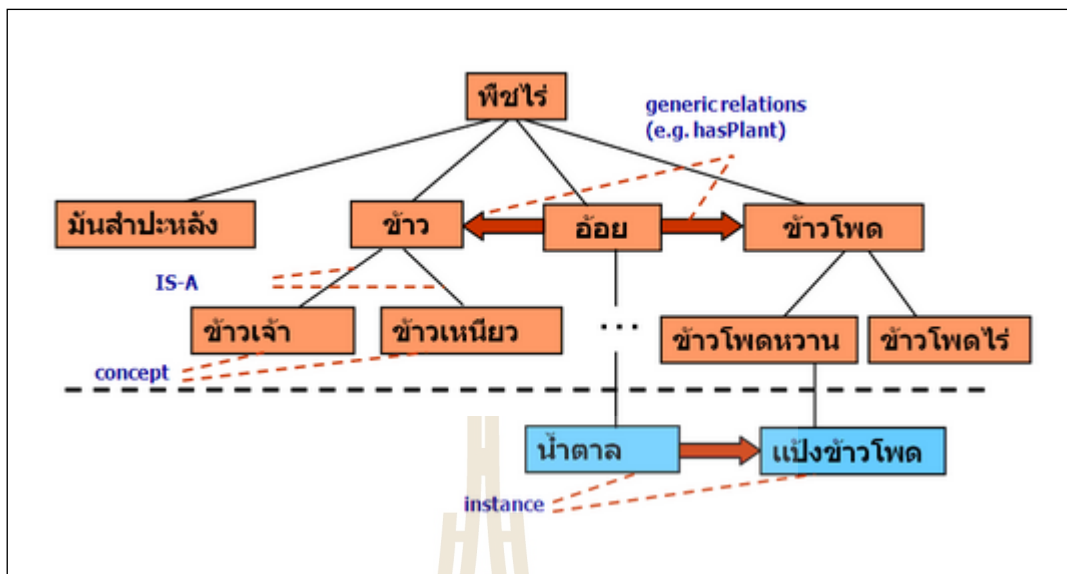 พืชไร่
generic relations
(e.g. hasPlant)
มันสำปะหลัง
ข้าว
อ้อย
ข้าวโพด
IS-A
ข้าวเจ้า
ข้าวเหนียว
...
ข้าวโพดหวาน
ข้าวโพดไร่
concept
น้ำตาล
แป้งข้าวโพด
instance